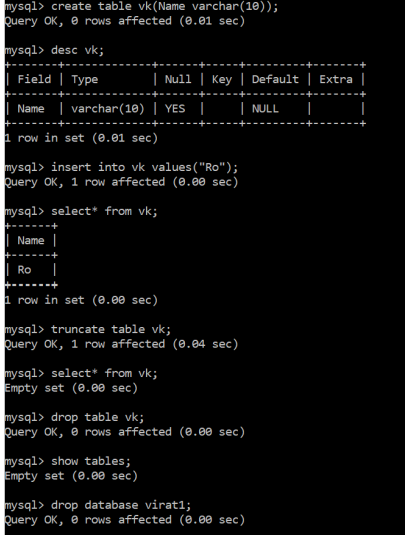 mysql> create table vk(Name varchar(10));
Query OK, 0 rows affected (0.01 sec)
mysql> desc vk;
+-------+-------------+------+-----+---------+-------+
| Field | Type        | Null | Key | Default | Extra |
+-------+-------------+------+-----+---------+-------+
| Name  | varchar(10) | YES  |     | NULL    |       |
+-------+-------------+------+-----+---------+-------+
1 row in set (0.01 sec)
mysql> insert into vk values("Ro");
Query OK, 1 row affected (0.00 sec)
mysql> select* from vk;
+------+
| Name |
+------+
| Ro   |
+------+
1 row in set (0.00 sec)
mysql> truncate table vk;
Query OK, 1 row affected (0.04 sec)
mysql> select* from vk;
Empty set (0.00 sec)
mysql> drop table vk;
Query OK, 0 rows affected (0.00 sec)
mysql> show tables;
Empty set (0.00 sec)
mysql> drop database virat1;
Query OK, 0 rows affected (0.00 sec)